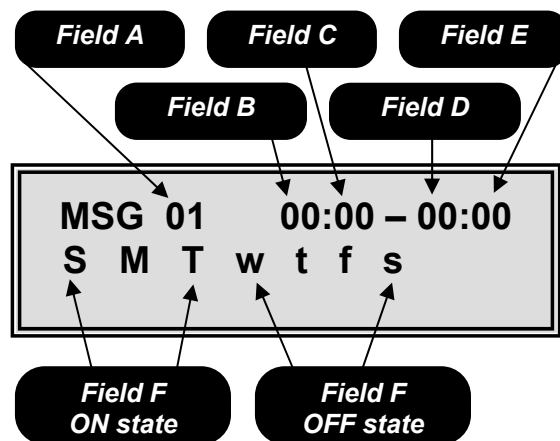 Field A
Field C
Field E
Field B
Field D
MSG 01 00:00 – 00:00
S M T w t f s
Field F
ON state
Field F
OFF state